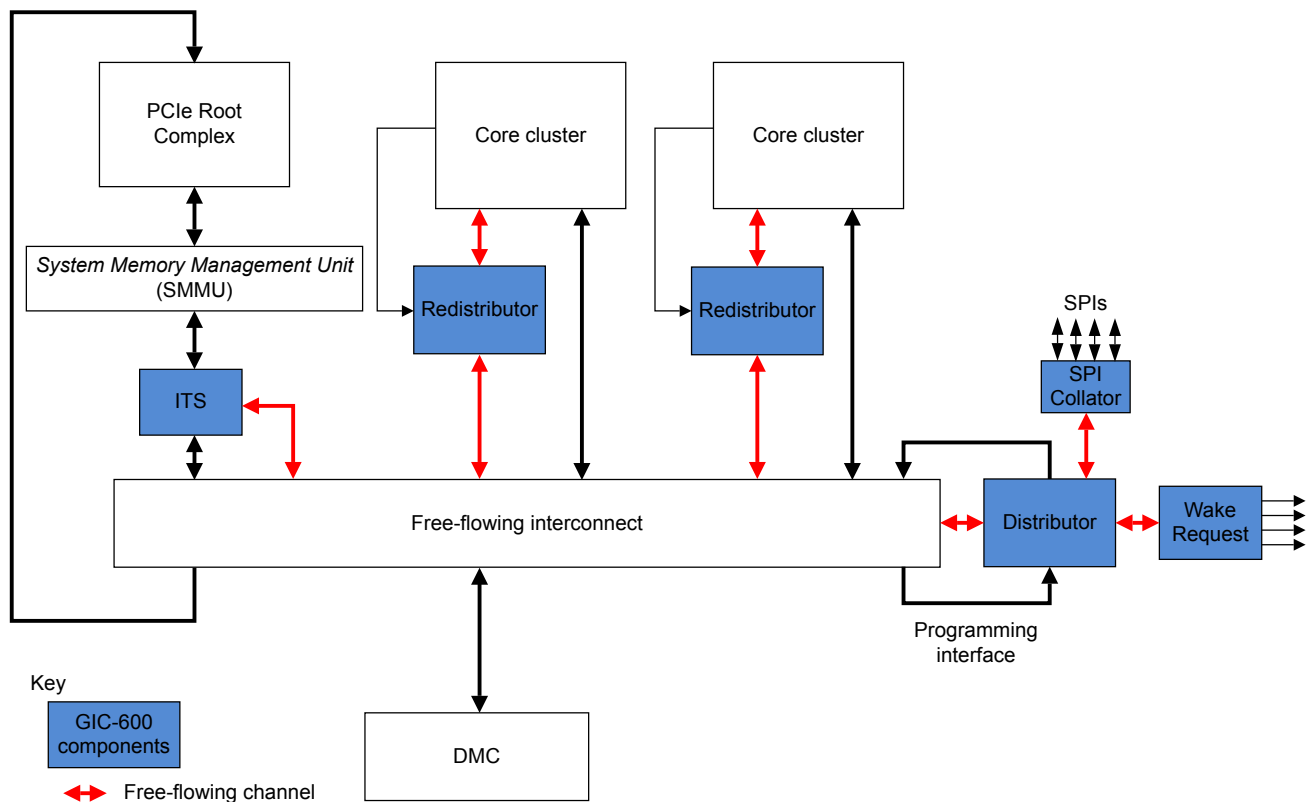 PCIe Root
Complex
Core cluster
Core cluster
System Memory Management Unit
(SMMU)
Redistributor
Redistributor
SPIs
SPI
Collator
ITS
Free-flowing interconnect
Distributor
Wake
Request
Programming
interface
Key
GIC-600
components
DMC
Free-flowing channel